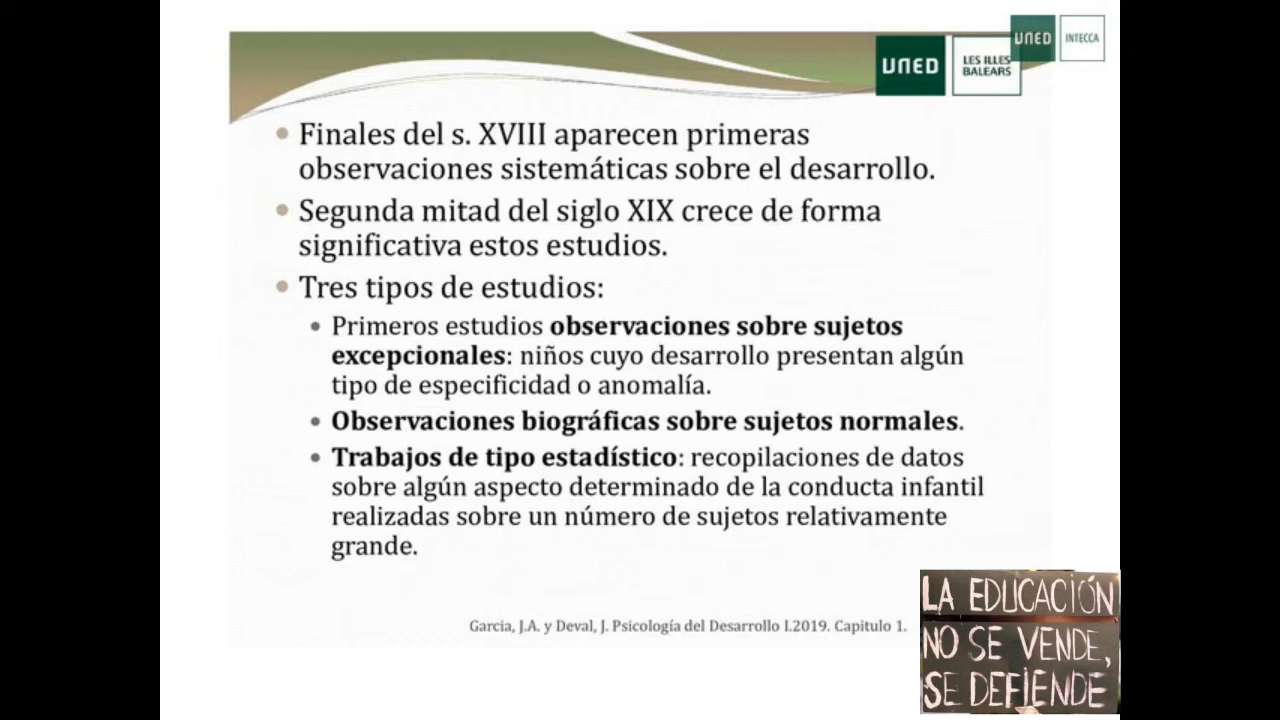 UNED
INTECCA
UNED
LES ILLES
BALEARS
Finales del s. XVIII aparecen primeras
observaciones sistemáticas sobre el desarrollo.
Segunda mitad del siglo XIX crece de forma
significativa estos estudios.
Tres tipos de estudios:
Primeros estudios observaciones sobre sujetos
excepcionales: niños cuyo desarrollo presentan algún
tipo de especificidad o anomalía.
Observaciones biográficas sobre sujetos normales.
Trabajos de tipo estadístico: recopilaciones de datos
sobre algún aspecto determinado de la conducta infantil
realizadas sobre un número de sujetos relativamente
grande.
Garcia, J.A. y Deval, J. Psicología del Desarrollo I.2019. Capitulo 1.
LA EDUCACIÓN
NO SE VENDE,
SE DEFIENDE